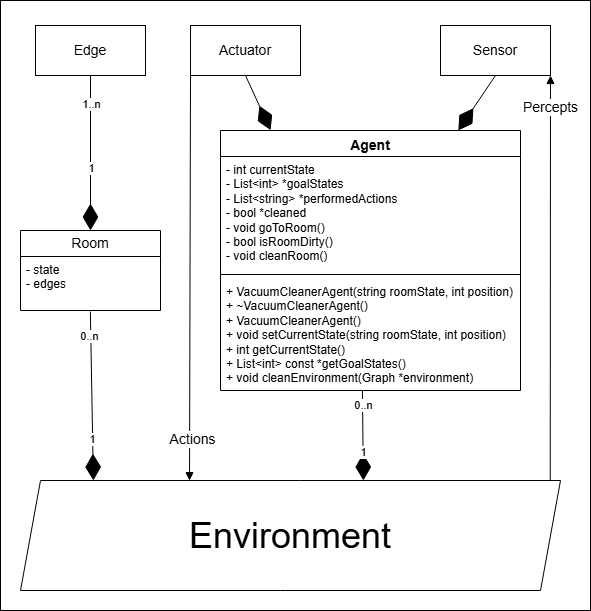 Edge
Actuator
Sensor
1..n
Percepts
Agent
- int currentState
- List<int> *goalStates
- List<string> *performedActions
- bool *cleaned
- void goToRoom()
- bool isRoomDirty()
- void cleanRoom()
1
Room
- state
- edges
+ VacuumCleanerAgent(string roomState, int position)
+ ~VacuumCleanerAgent()
+ VacuumCleanerAgent()
+ void setCurrentState(string roomState, int position)
+ int getCurrentState()
+ List<int> const *getGoalStates()
+ void cleanEnvironment(Graph *environment)
0..n
0..n
1
Actions
1
Environment